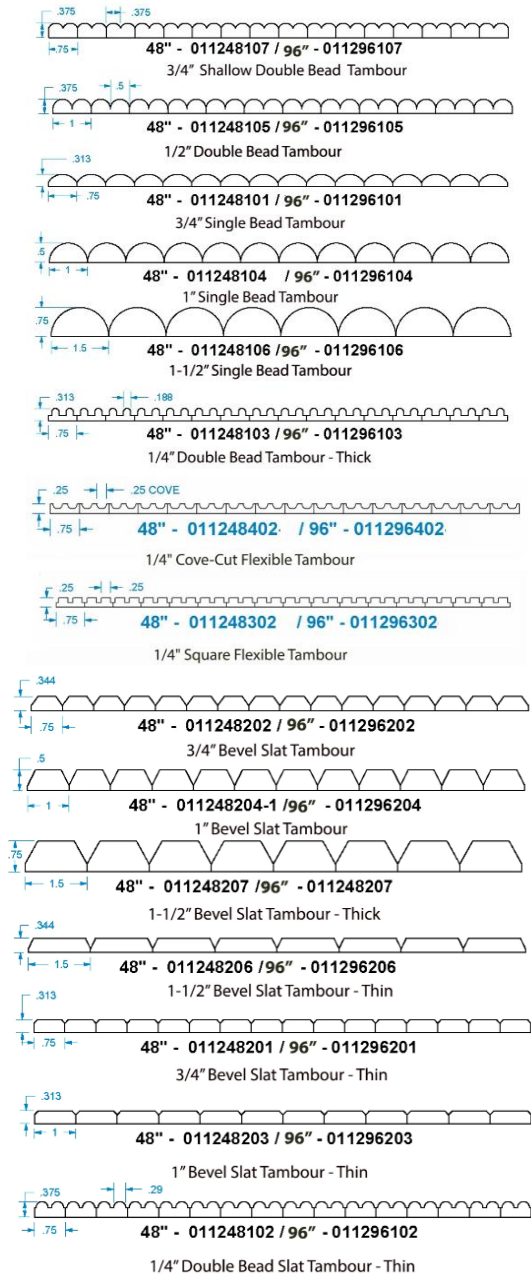 .375 .375
.75
48" - 011248107 / 96" - 011296107
3/4" Shallow Double Bead Tambour
.375 .5
1
48" - 011248105 / 96" - 011296105
1/2" Double Bead Tambour
.313
.75
48" - 011248101 / 96" - 011296101
3/4" Single Bead Tambour
.5
1
48" - 011248104 / 96" - 011296104
1" Single Bead Tambour
.75
1.5
48" - 011248106 / 96" - 011296106
1-1/2" Single Bead Tambour
.313 .188
.75
48" - 011248103 / 96" - 011296103
1/4" Double Bead Tambour - Thick
.25 .25 COVE
.75
48" - 011248402 / 96" - 011296402
1/4" Cove-Cut Flexible Tambour
.25 .25
.75
48" - 011248302 / 96" - 011296302
1/4" Square Flexible Tambour
.344
.75
48" - 011248202 / 96" - 011296202
3/4" Bevel Slat Tambour
.5
1
48" - 011248204-1 / 96" - 011296204
1" Bevel Slat Tambour
.75
1.5
48" - 011248207 / 96" - 011248207
1-1/2" Bevel Slat Tambour - Thick
.344
1.5
48" - 011248206 / 96" - 011296206
1-1/2" Bevel Slat Tambour - Thin
.313
.75
48" - 011248201 / 96" - 011296201
3/4" Bevel Slat Tambour - Thin
.313
1
48" - 011248203 / 96" - 011296203
1" Bevel Slat Tambour - Thin
.375 .29
.75
48" - 011248102 / 96" - 011296102
1/4" Double Bead Slat Tambour - Thin